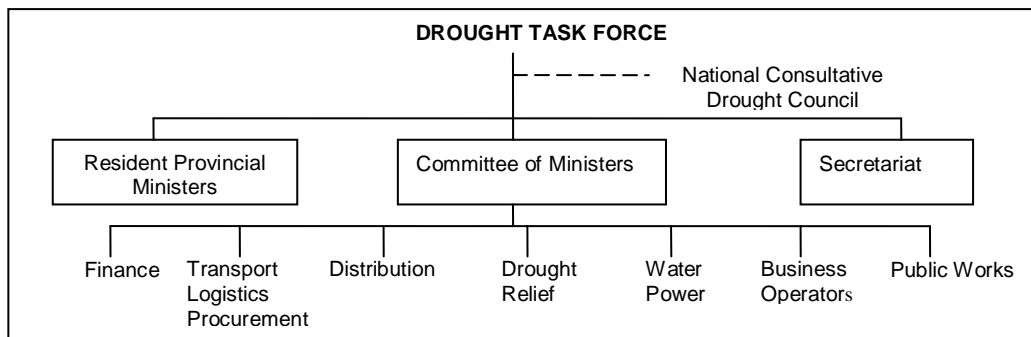 DROUGHT TASK FORCE
National Consultative
Drought Council
Resident Provincial
Ministers
Committee of Ministers
Secretariat
Finance
Transport
Logistics
Procurement
Distribution
Drought
Relief
Water
Power
Business
Operators
Public Works